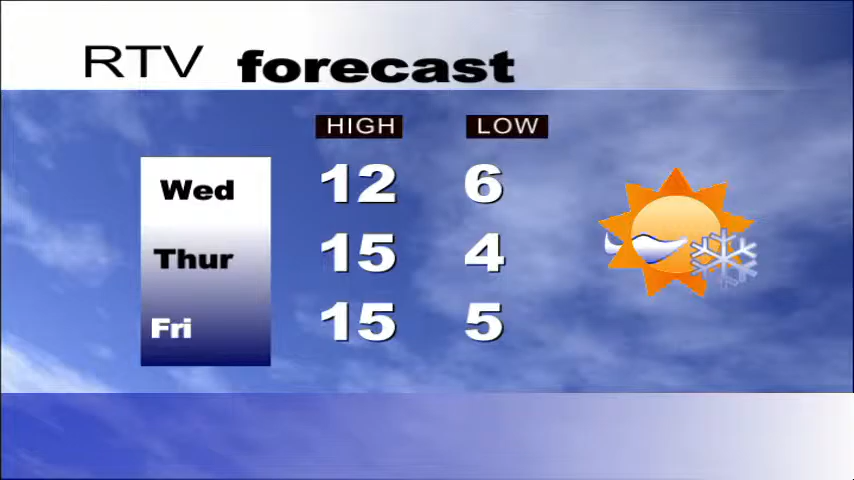 RTV forecast
HIGH LOW
Wed 12 6
Thur 15 4
Fri 15 5